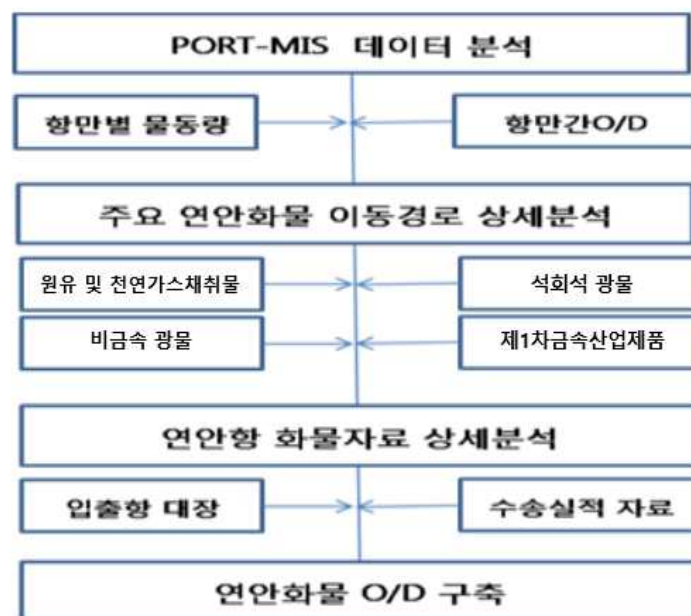 PORT-MIS 데이터 분석
항만별 물동량
항만간O/D
주요 연안화물 이동경로 상세분석
원유 및 천연가스채취물
석회석 광물
비금속 광물
제1차금속산업제품
연안항 화물자료 상세분석
입출항 대장
수송실적 자료
연안화물 O/D 구축